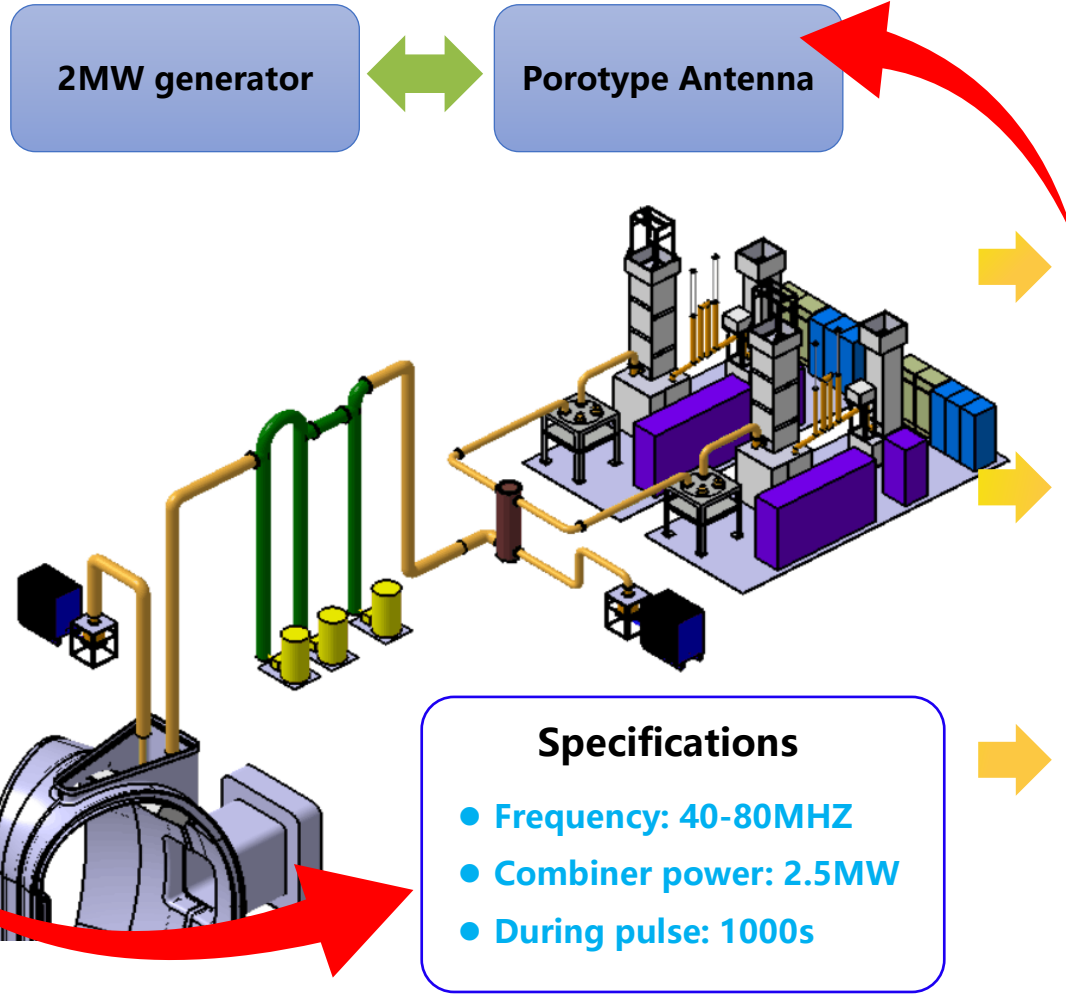 2MW generator
Porotype Antenna
Specifications
Frequency: 40-80MHZ
Combiner power: 2.5MW
During pulse: 1000s